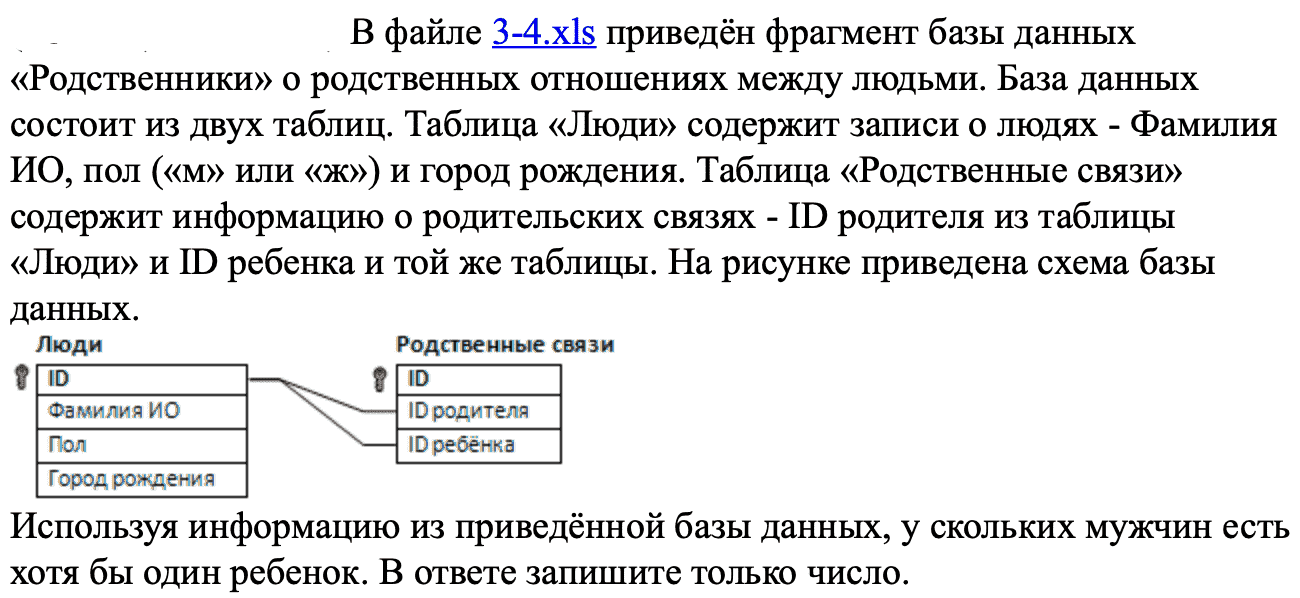 В файле 3-4.xls приведён фрагмент базы данных
«Родственники» о родственных отношениях между людьми. База данных
состоит из двух таблиц. Таблица «Люди» содержит записи о людях - Фамилия
ИО, пол («м» или «ж») и город рождения. Таблица «Родственные связи»
содержит информацию о родительских связях - ID родителя из таблицы
«Люди» и ID ребенка и той же таблицы. На рисунке приведена схема базы
данных.
Люди
ID
Фамилия ИО
Пол
Город рождения
Родственные связи
ID
ID родителя
ID ребёнка
Используя информацию из приведённой базы данных, у скольких мужчин есть
хотя бы один ребенок. В ответе запишите только число.